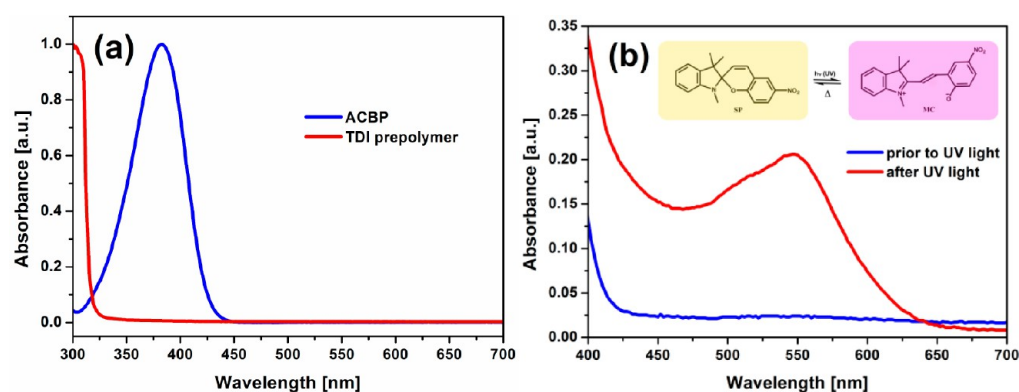 (a)
1.0
0.8
0.6
0.4
0.2
0.0
Absorbance [a.u.]
ACBP
TDI prepolymer
300 350 400 450 500 550 600 650 700
Wavelength [nm]
(b)
0.35
0.30
0.25
0.20
0.15
0.10
0.05
0.00
Absorbance [a.u.]
NO₂
N
O
SP
hν (UV)
Δ
NO₂
N+
O
MC
prior to UV light
after UV light
400 450 500 550 600 650 700
Wavelength [nm]